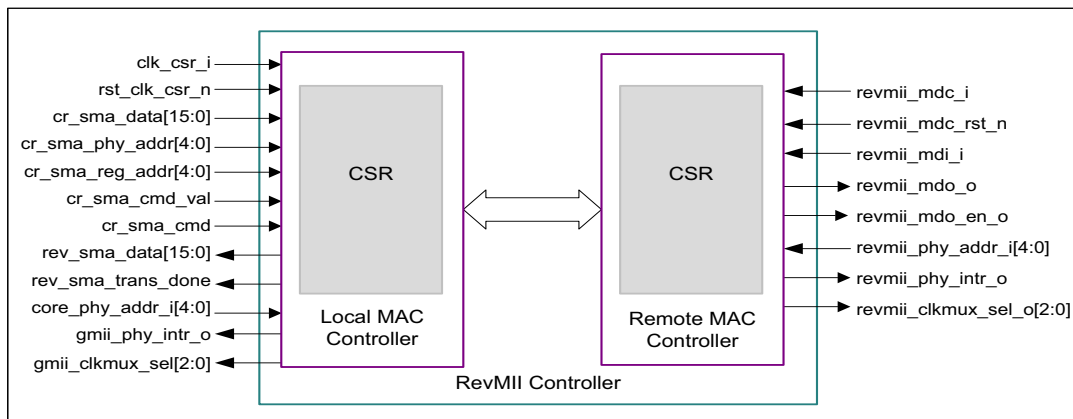 clk_csr_i
rst_clk_csr_n
cr_sma_data[15:0]
cr_sma_phy_addr[4:0]
cr_sma_reg_addr[4:0]
cr_sma_cmd_val
cr_sma_cmd
rev_sma_data[15:0]
rev_sma_trans_done
core_phy_addr_i[4:0]
gmii_phy_intr_o
gmii_clkmux_sel[2:0]
CSR
Local MAC
Controller
CSR
Remote MAC
Controller
RevMII Controller
revmii_mdc_i
revmii_mdc_rst_n
revmii_mdi_i
revmii_mdo_o
revmii_mdo_en_o
revmii_phy_addr_i[4:0]
revmii_phy_intr_o
revmii_clkmux_sel_o[2:0]